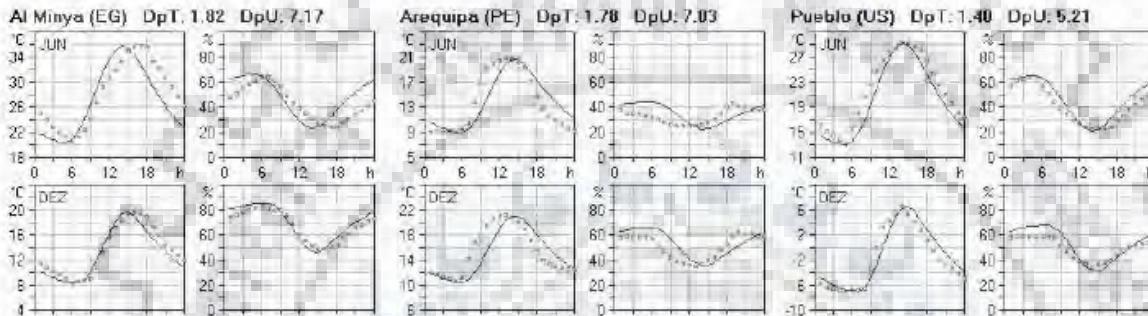 Al Minya (EG) DpT: 1.82 DpU: 7.17
Arequipa (PE) DpT: 1.78 DpU: 7.03
Pueblo (US) DpT: 1.40 DpU: 5.21
°C JUN 34 30 26 22 18 0 6 12 18 h
% 80 60 40 20 0 0 6 12 18 h
°C JUN 21 17 13 9 5 0 6 12 18 h
% 80 60 40 20 0 0 6 12 18 h
°C JUN 27 23 19 15 11 0 6 12 18 h
% 80 60 40 20 0 0 6 12 18
°C DEZ 20 16 12 8 4
% 80 60 40 20 0
°C DEZ 22 18 14 10 6
% 80 60 40 20 0
°C DEZ 6 2 -2 -6 -10
% 80 60 40 20 0